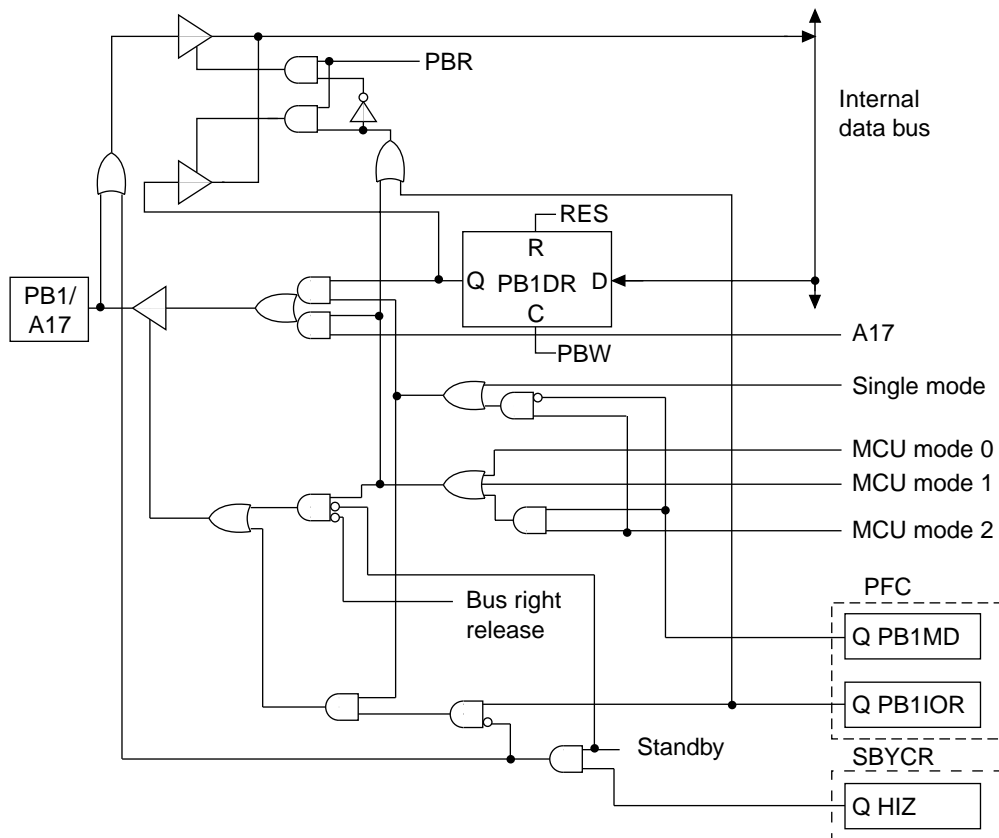 PBR
Internal
data bus
RES
R
Q PB1DR D
C
PBW
PB1/
A17
A17
Single mode
MCU mode 0
MCU mode 1
MCU mode 2
Bus right
release
PFC
Q PB1MD
Q PB1IOR
Standby
SBYCR
Q HIZ